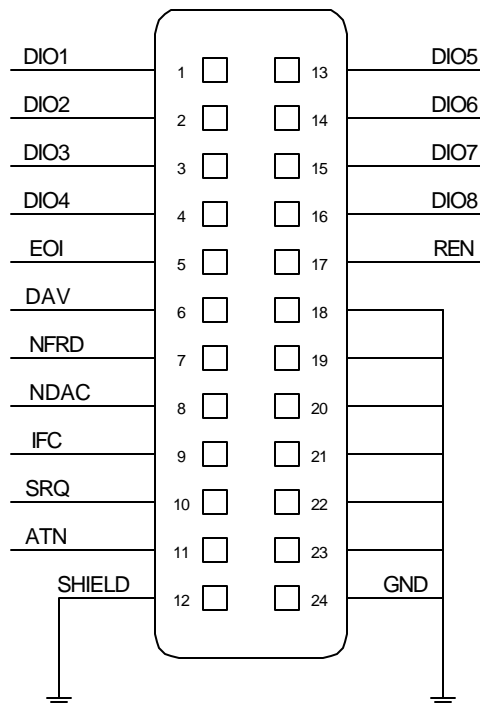 DIO1 1 13 DIO5
DIO2 2 14 DIO6
DIO3 3 15 DIO7
DIO4 4 16 DIO8
EOI 5 17 REN
DAV 6 18
NFRD 7 19
NDAC 8 20
IFC 9 21
SRQ 10 22
ATN 11 23
SHIELD 12 24 GND